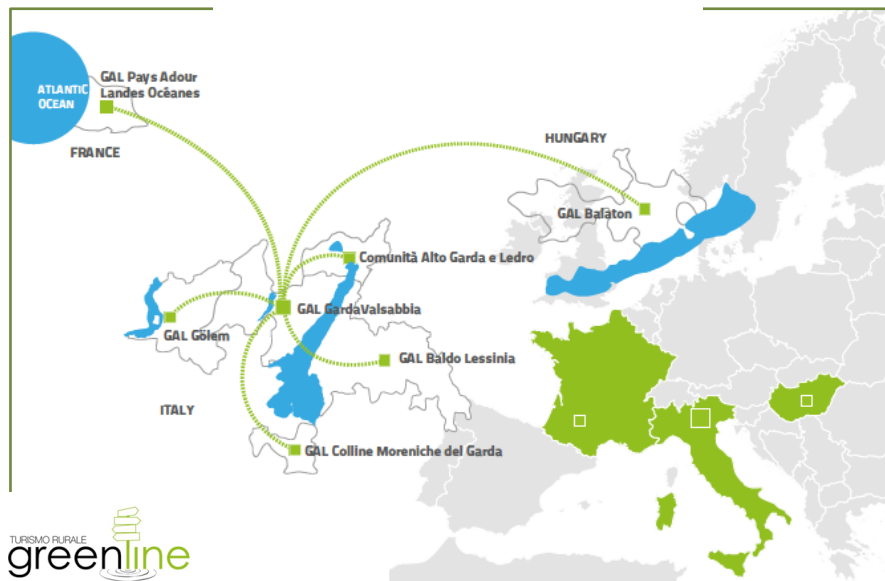 GAL Pays Adour
Landes Océanes
ATLANTIC
OCEAN
FRANCE
HUNGARY
GAL Balaton
Comunità Alto Garda e Ledro
GAL GardaValsabbia
GAL Gölem
GAL Baldo Lessinia
ITALY
GAL Colline Moreniche del Garda
TURISMO RURALE
greenline